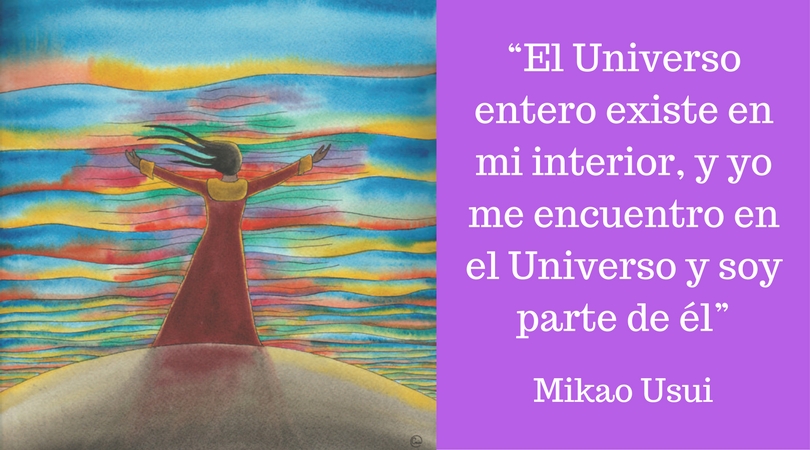 “El Universo
entero existe en
mi interior, y yo
me encuentro en
el Universo y soy
parte de él”
Mikao Usui